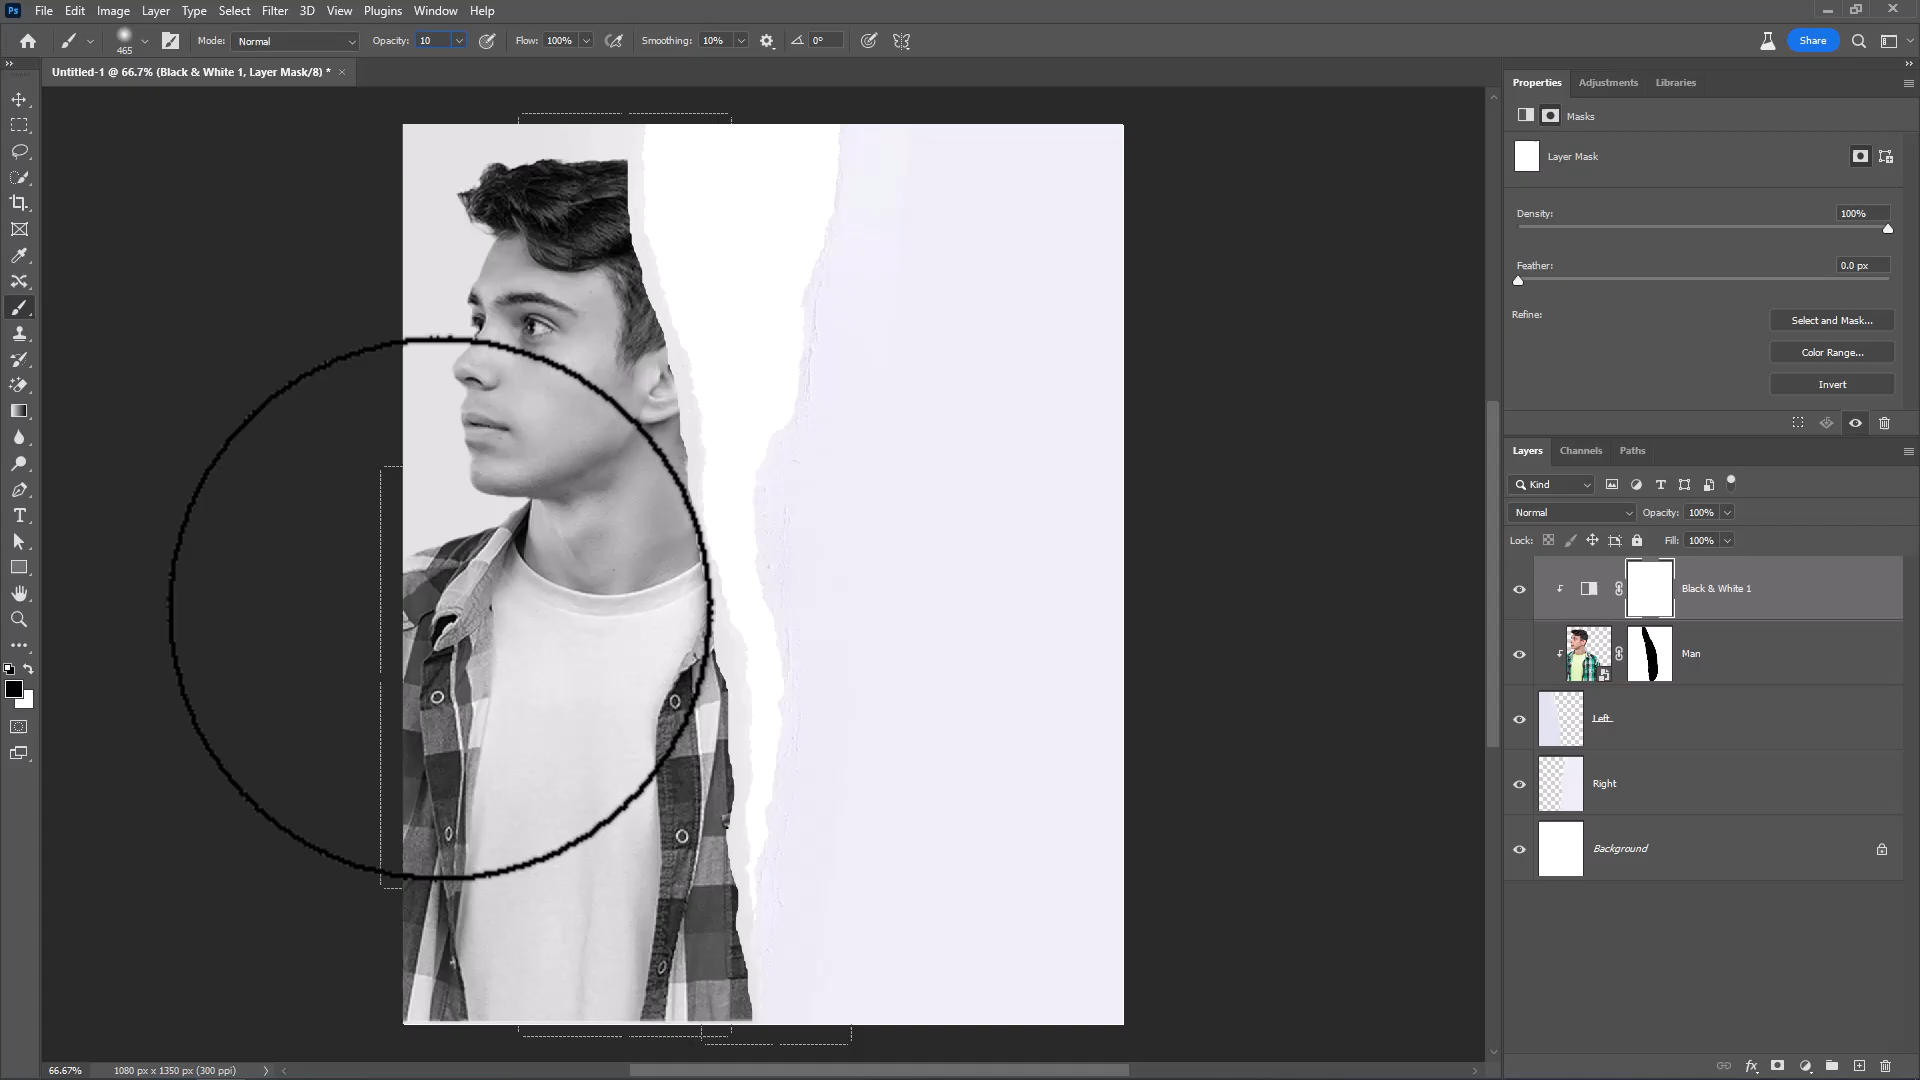 Ps File Edit Image Layer Type Select Filter 3D View Plugins Window Help
465 Mode: Normal Opacity: 10 Flow: 100% Smoothing: 10% 0° Share
Untitled-1 @ 66.7% (Black & White 1, Layer Mask/8) * ×
Properties Adjustments Libraries
Masks
Layer Mask
Density: 100%
Feather: 0.0 px
Refine:
Select and Mask...
Color Range...
Invert
Layers Channels Paths
Kind
Normal Opacity: 100%
Lock: Fill: 100%
Black & White 1
Man
Left
Right
Background
66.67% 1080 px x 1350 px (300 ppi)